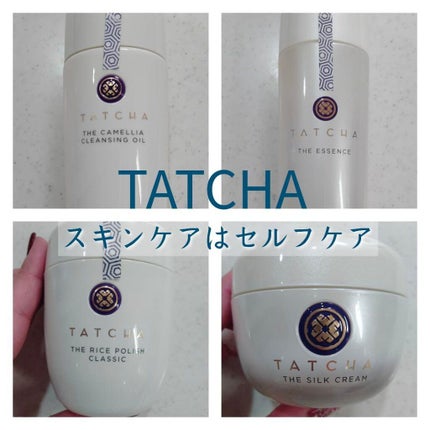 TATCHA
THE CAMELLIA
CLEANSING OIL
TATCHA
THE ESSENCE
TATCHA
スキンケアはセルフケア
TATCHA
THE RICE POLISH
CLASSIC
TATCHA
THE SILK CREAM